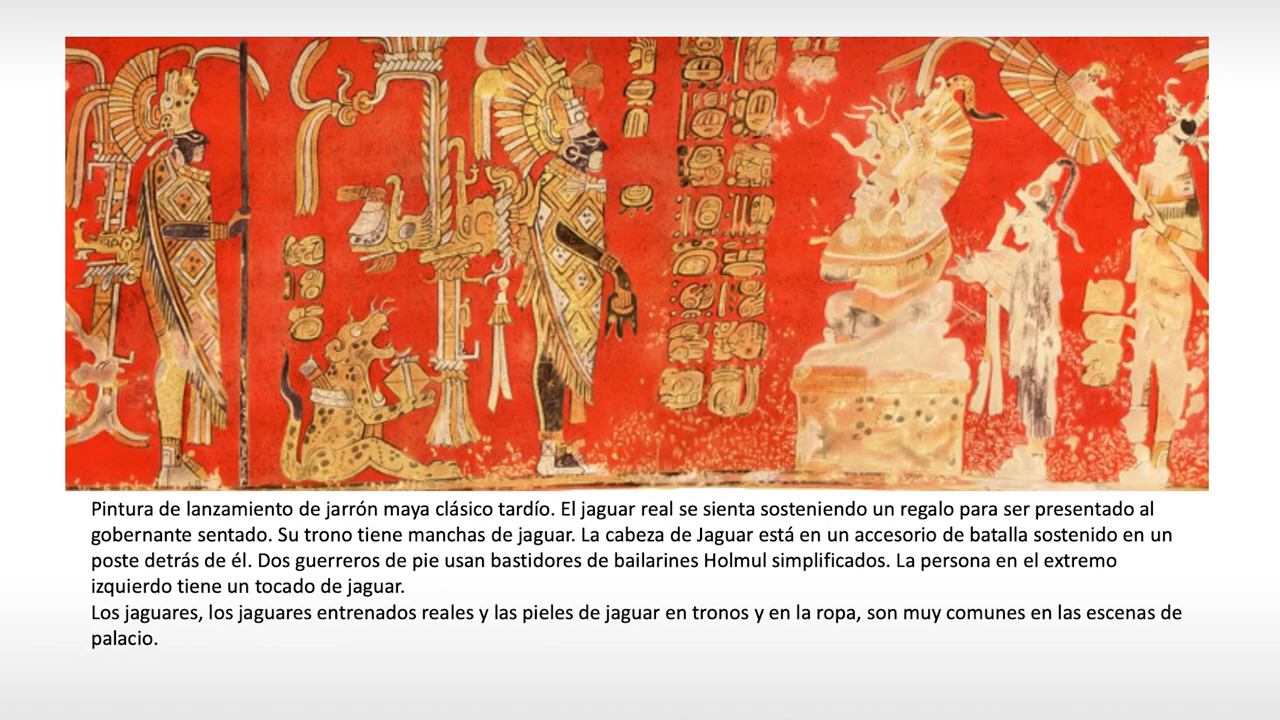 Pintura de lanzamiento de jarrón maya clásico tardío. El jaguar real se sienta sosteniendo un regalo para ser presentado al
gobernante sentado. Su trono tiene manchas de jaguar. La cabeza de Jaguar está en un accesorio de batalla sostenido en un
poste detrás de él. Dos guerreros de pie usan bastidores de bailarines Holmul simplificados. La persona en el extremo
izquierdo tiene un tocado de jaguar.
Los jaguares, los jaguares entrenados reales y las pieles de jaguar en tronos y en la ropa, son muy comunes en las escenas de
palacio.